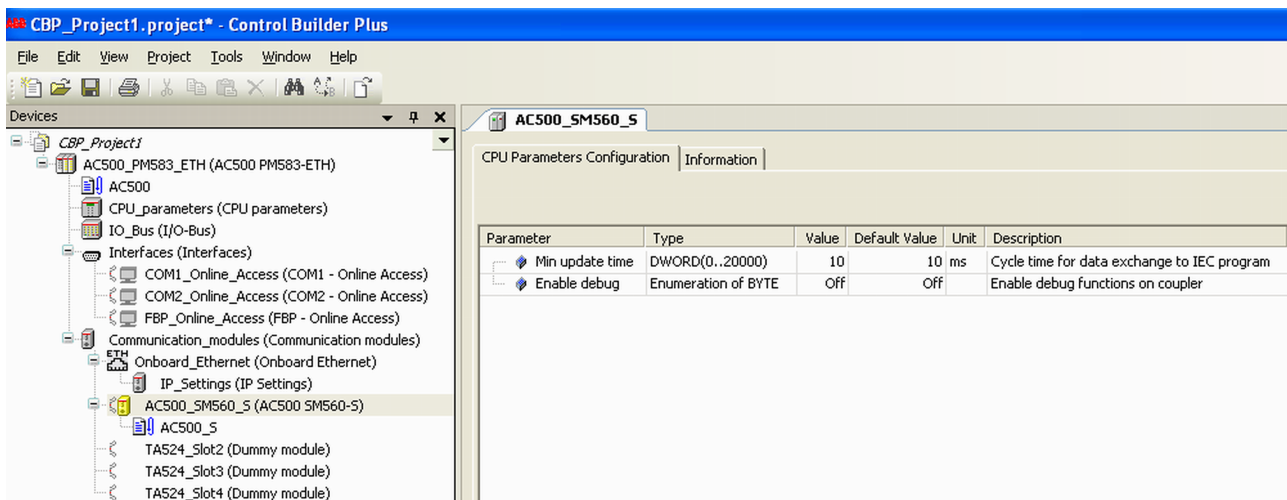 ABB CBP_Project1.project* - Control Builder Plus
File Edit View Project Tools Window Help
Devices
CBP_Project1
AC500_PM583_ETH (AC500 PM583-ETH)
AC500
CPU_parameters (CPU parameters)
IO_Bus (I/O-Bus)
Interfaces (Interfaces)
COM1_Online_Access (COM1 - Online Access)
COM2_Online_Access (COM2 - Online Access)
FBP_Online_Access (FBP - Online Access)
Communication_modules (Communication modules)
ETH Onboard_Ethernet (Onboard Ethernet)
IP_Settings (IP Settings)
AC500_SM560_S (AC500 SM560-S)
AC500_S
TA524_Slot2 (Dummy module)
TA524_Slot3 (Dummy module)
TA524_Slot4 (Dummy module)
AC500_SM560_S
CPU Parameters Configuration Information
Parameter Type Value Default Value Unit Description
Min update time DWORD(0..20000) 10 10 ms Cycle time for data exchange to IEC program
Enable debug Enumeration of BYTE Off Off Enable debug functions on coupler